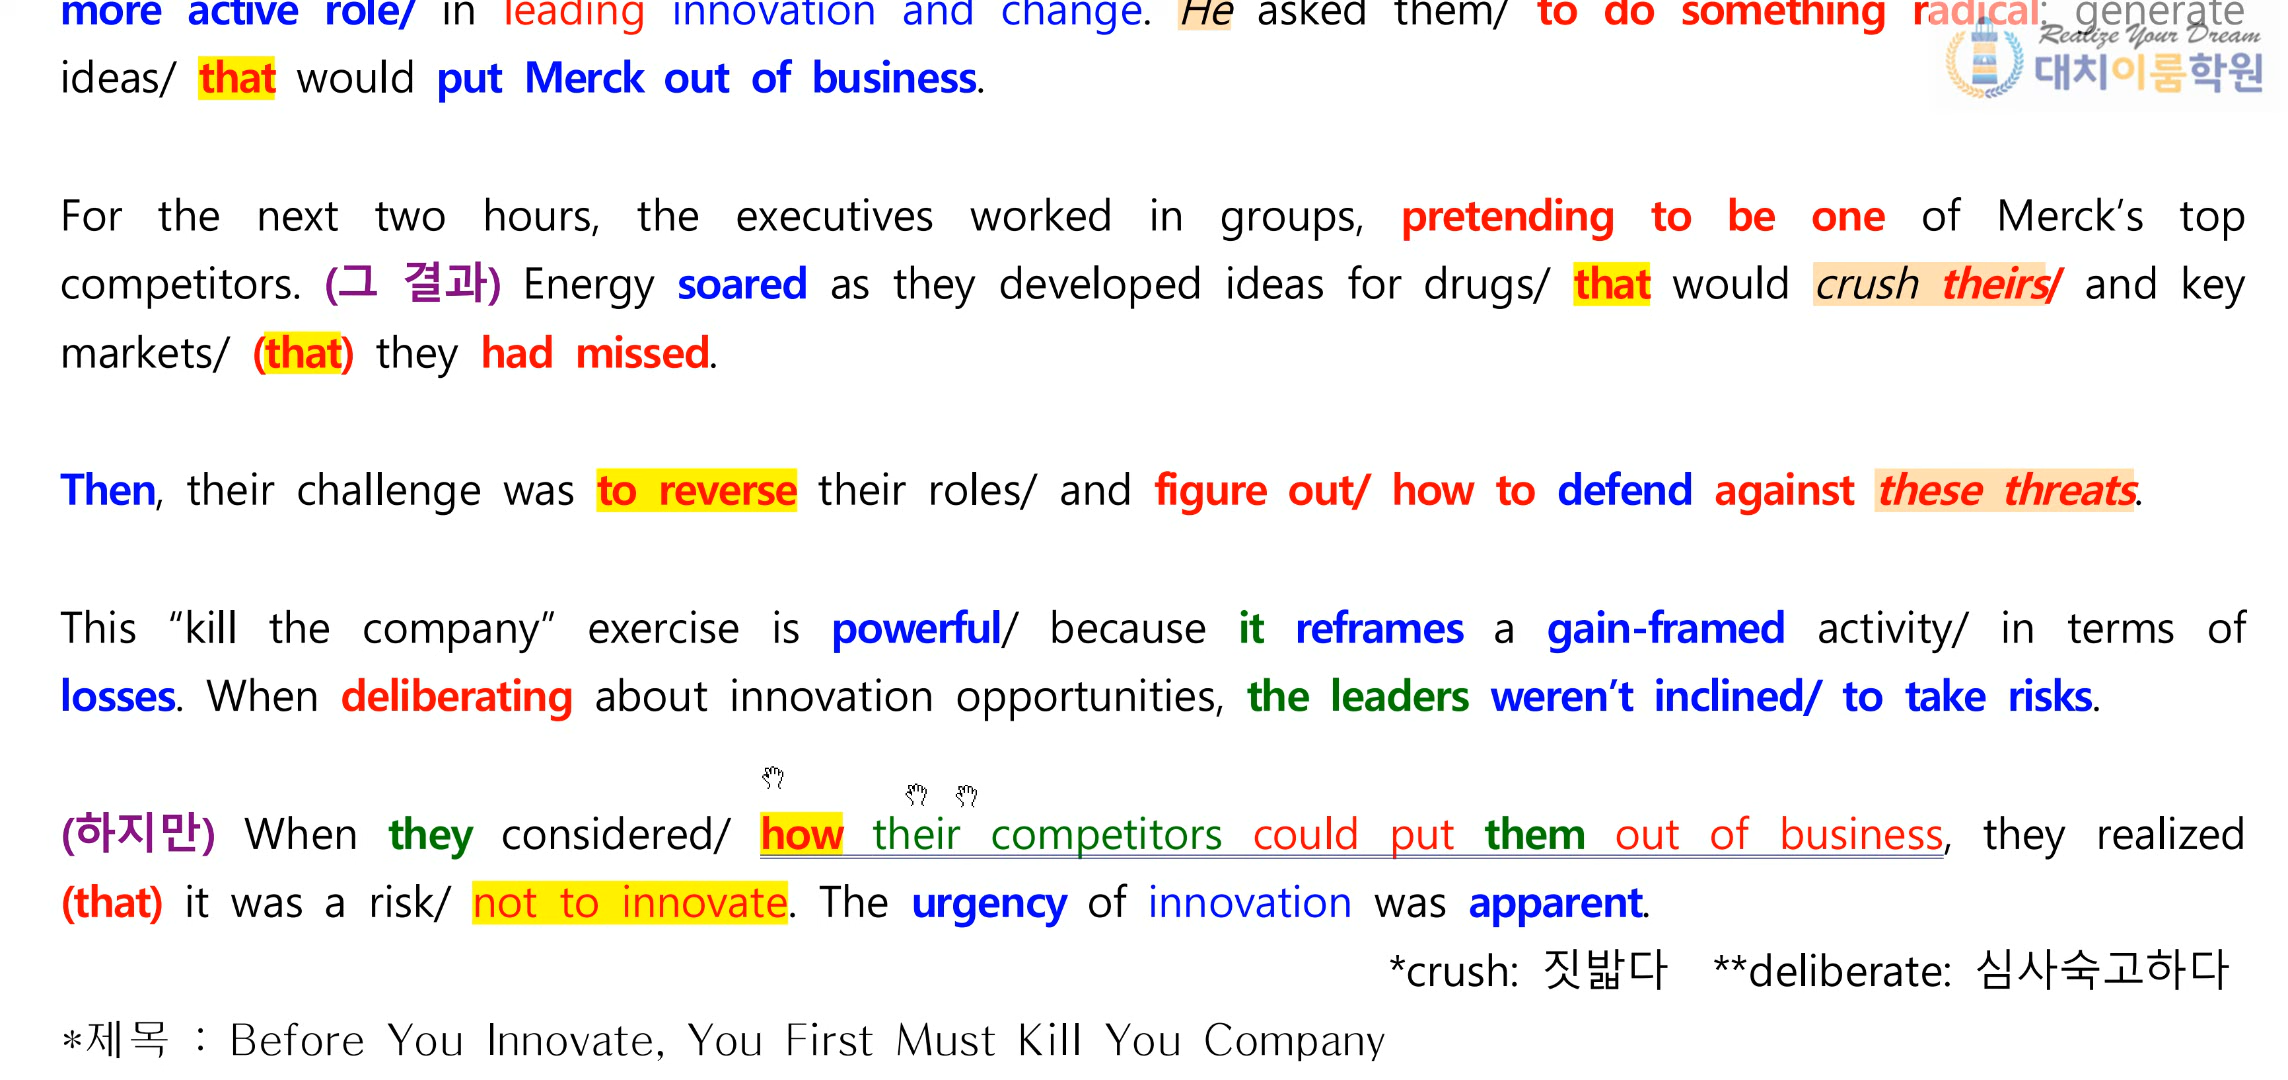 more active role/ in leading innovation and change. He asked them/ to do something radical: generate
Realize Your Dream
대치이룸학원
ideas/ that would put Merck out of business.
For the next two hours, the executives worked in groups, pretending to be one of Merck's top
competitors. (그 결과) Energy soared as they developed ideas for drugs/ that would crush theirs/ and key
markets/ (that) they had missed.
Then, their challenge was to reverse their roles/ and figure out/ how to defend against these threats.
This “kill the company” exercise is powerful/ because it reframes a gain-framed activity/ in terms of
losses. When deliberating about innovation opportunities, the leaders weren't inclined/ to take risks.
(하지만) When they considered/ how their competitors could put them out of business, they realized
(that) it was a risk/ not to innovate. The urgency of innovation was apparent.
*crush: 짓밟다 **deliberate: 심사숙고하다
*제목 : Before You Innovate, You First Must Kill You Company